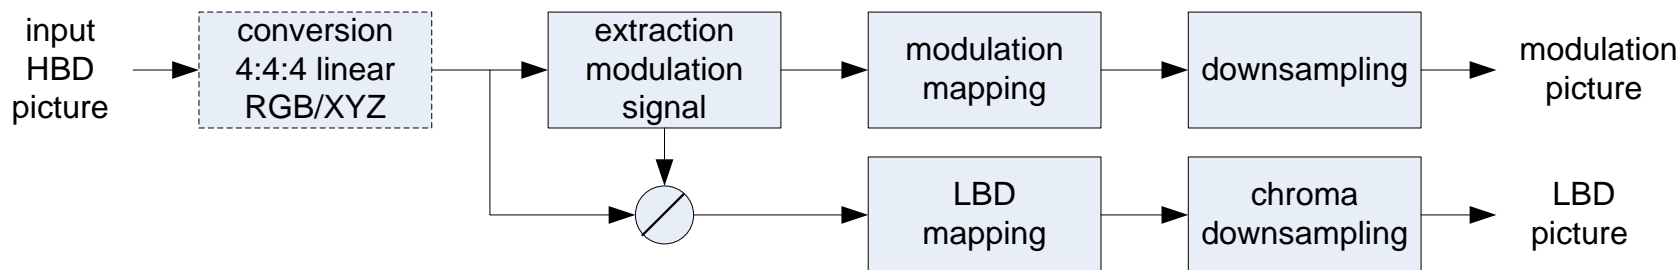 input
HBD
picture
conversion
4:4:4 linear
RGB/XYZ
extraction
modulation
signal
modulation
mapping
downsampling
modulation
picture
LBD
mapping
chroma
downsampling
LBD
picture